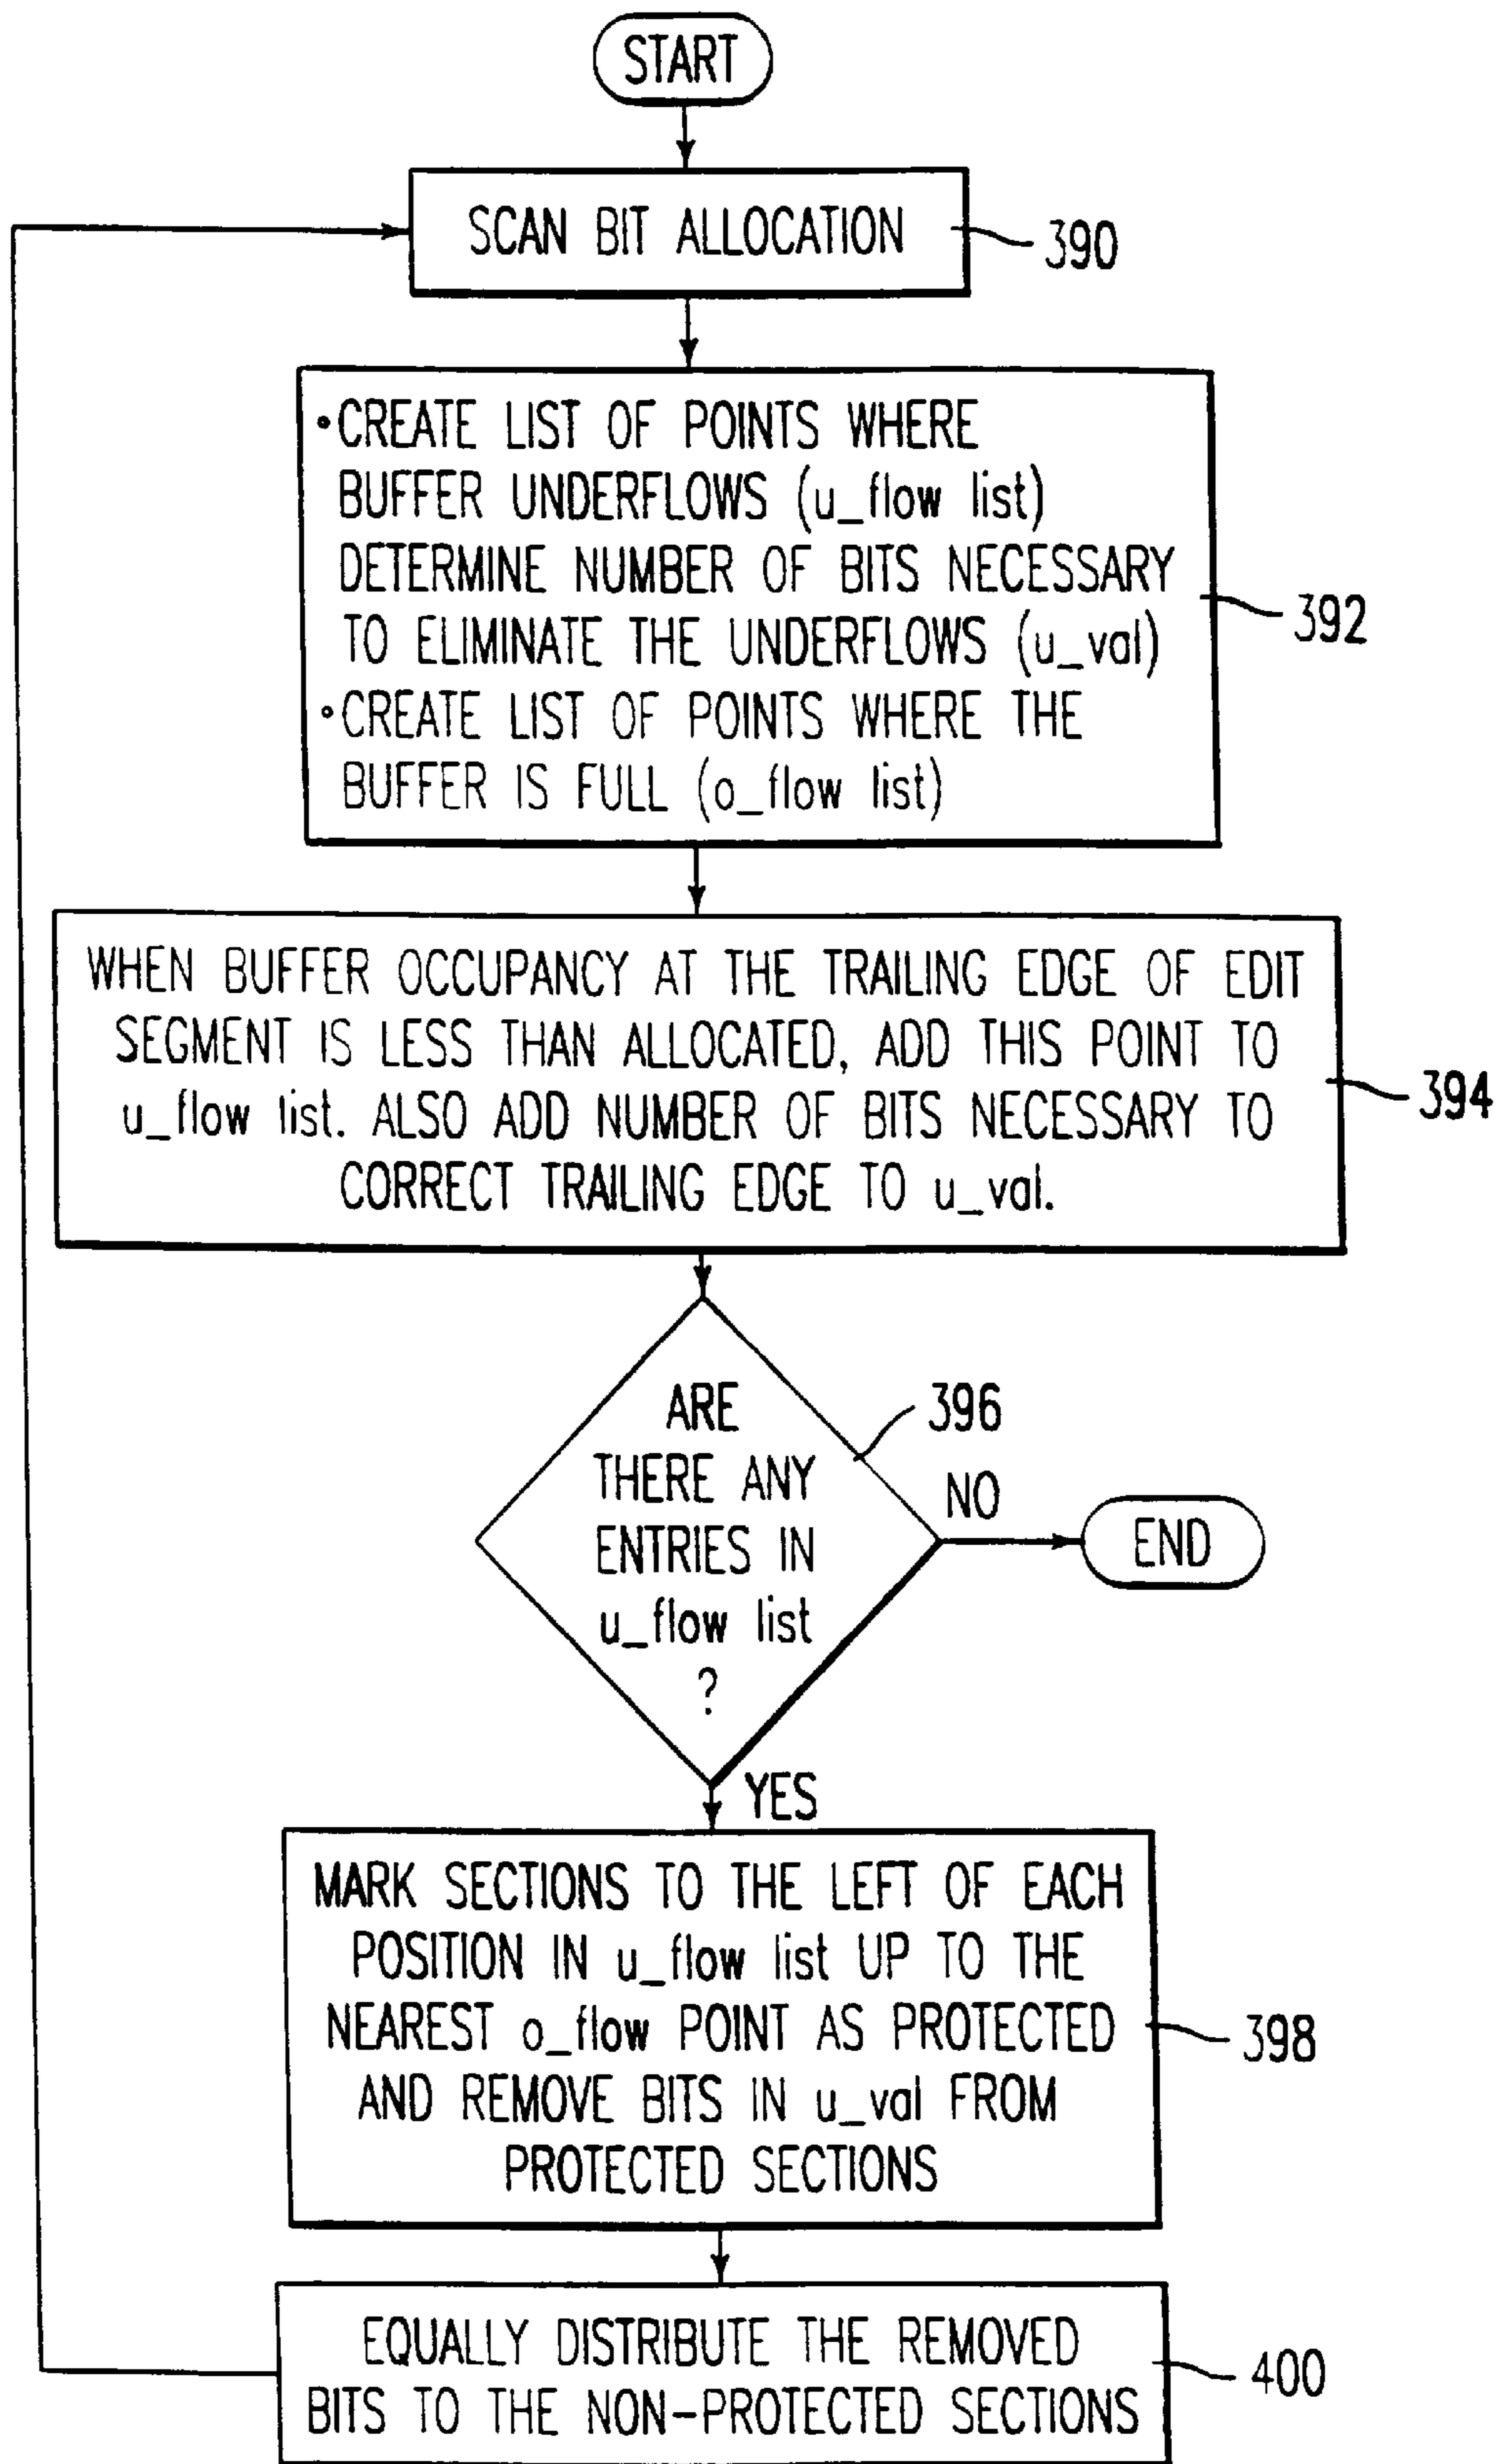 START
SCAN BIT ALLOCATION
390
•CREATE LIST OF POINTS WHERE
BUFFER UNDERFLOWS (u_flow list)
DETERMINE NUMBER OF BITS NECESSARY
TO ELIMINATE THE UNDERFLOWS (u_val)
•CREATE LIST OF POINTS WHERE THE
BUFFER IS FULL (o_flow list)
392
WHEN BUFFER OCCUPANCY AT THE TRAILING EDGE OF EDIT
SEGMENT IS LESS THAN ALLOCATED, ADD THIS POINT TO
u_flow list. ALSO ADD NUMBER OF BITS NECESSARY TO
CORRECT TRAILING EDGE TO u_val.
394
ARE
THERE ANY
ENTRIES IN
u_flow list
?
396
NO
END
YES
MARK SECTIONS TO THE LEFT OF EACH
POSITION IN u_flow list UP TO THE
NEAREST o_flow POINT AS PROTECTED
AND REMOVE BITS IN u_val FROM
PROTECTED SECTIONS
398
EQUALLY DISTRIBUTE THE REMOVED
BITS TO THE NON-PROTECTED SECTIONS
400